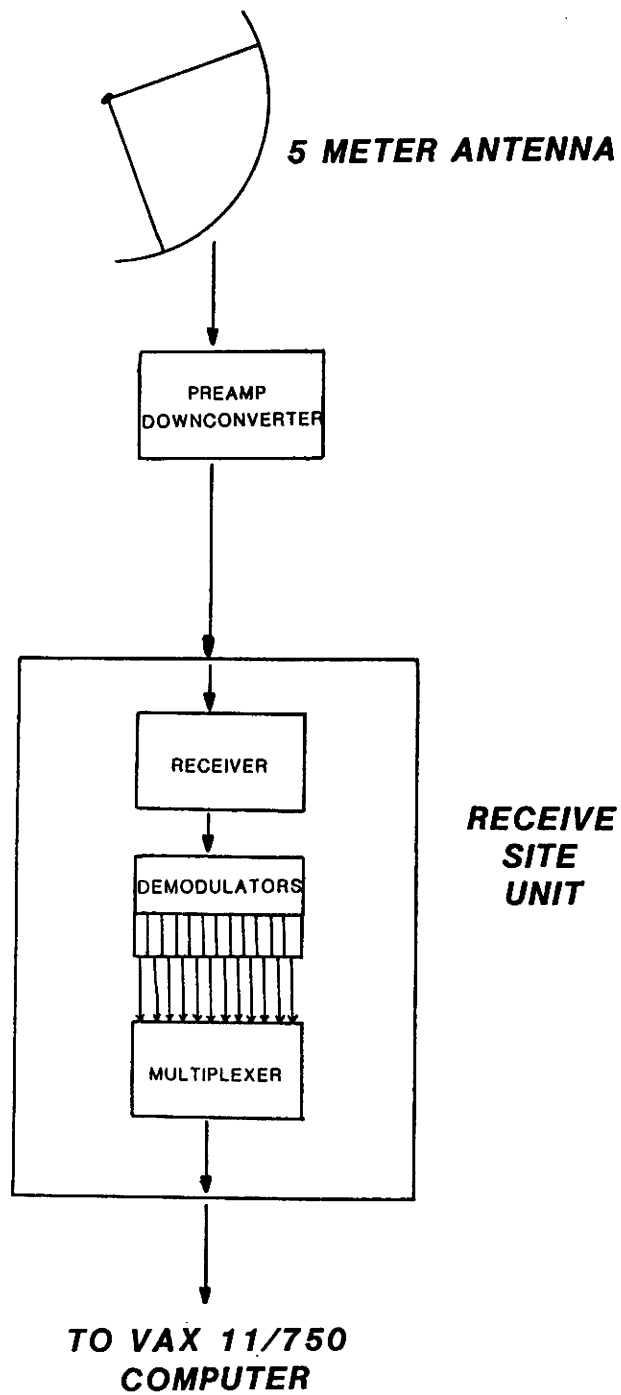 5 METER ANTENNA
PREAMP
DOWNCONVERTER
RECEIVER
DEMODULATORS
MULTIPLEXER
RECEIVE
SITE
UNIT
TO VAX 11/750
COMPUTER